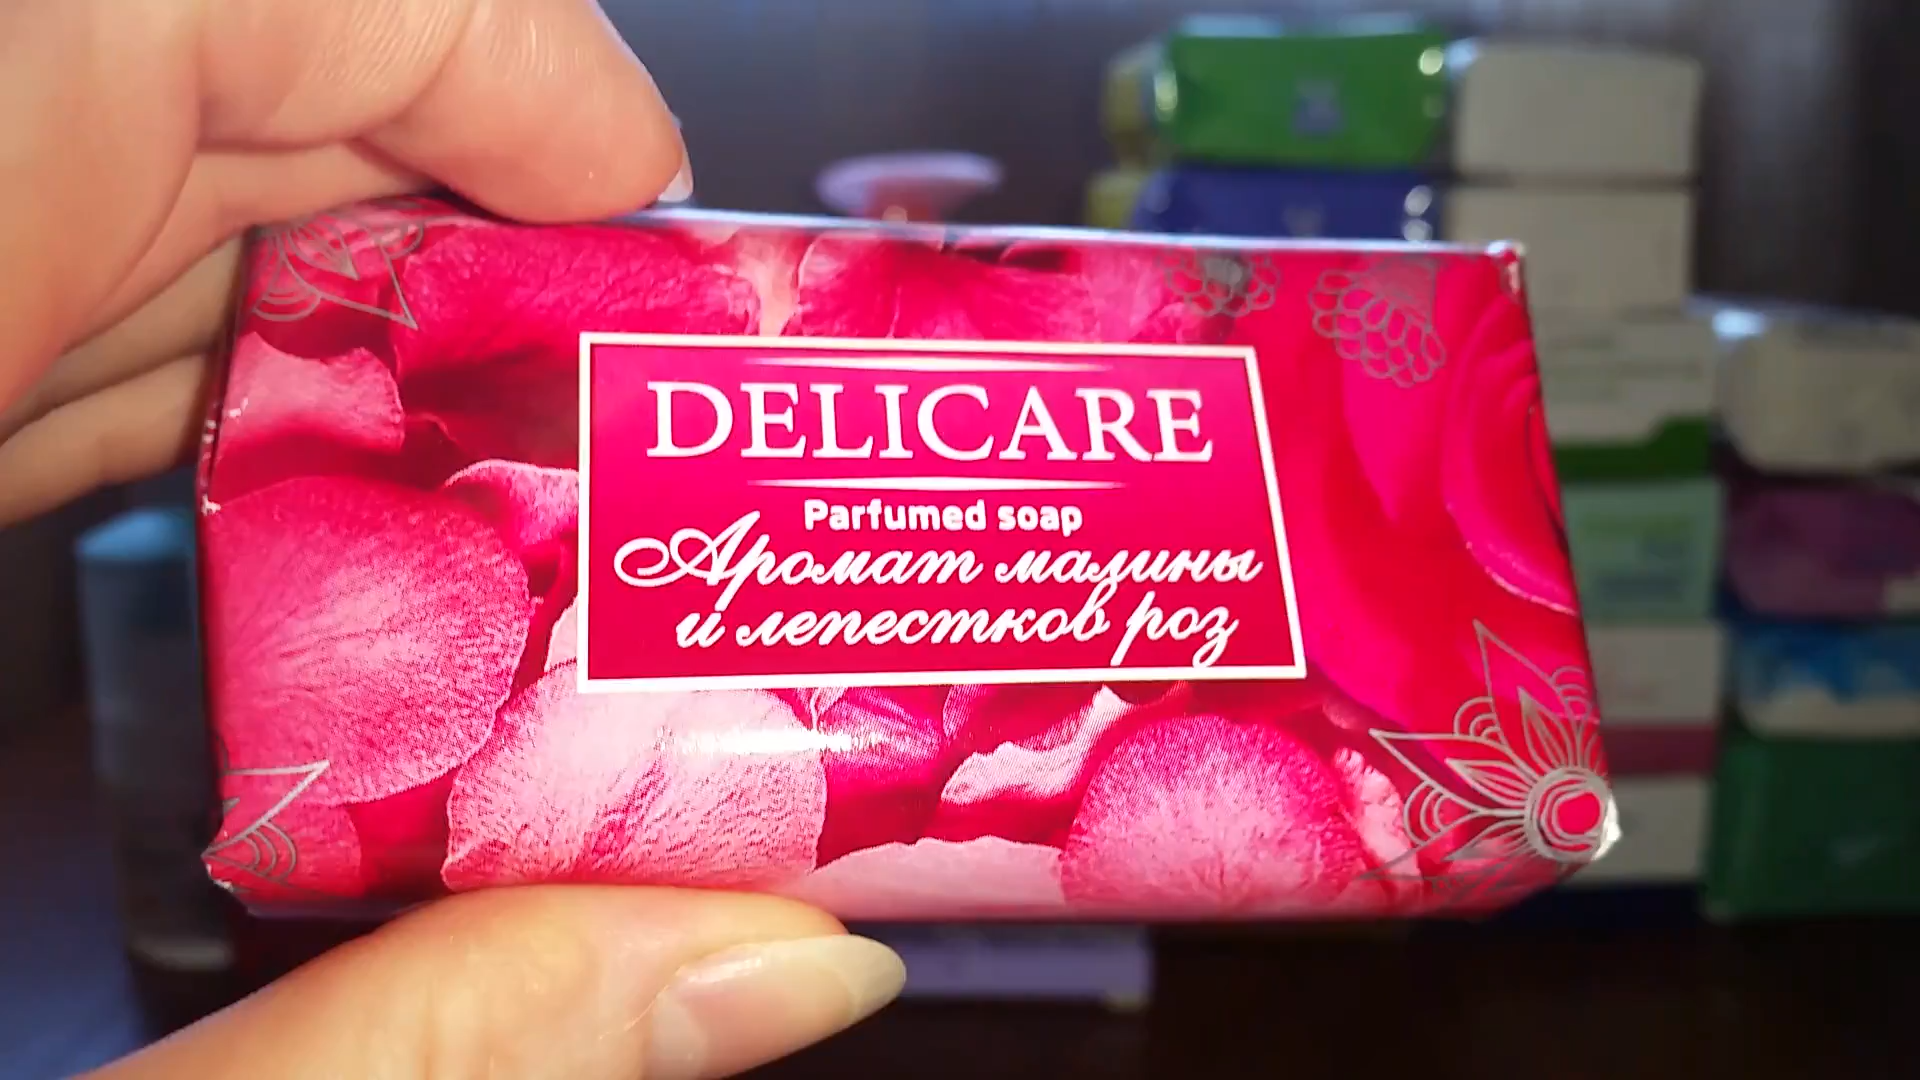 DELICARE
Parfumed soap
Аромат малины
и лепестков роз